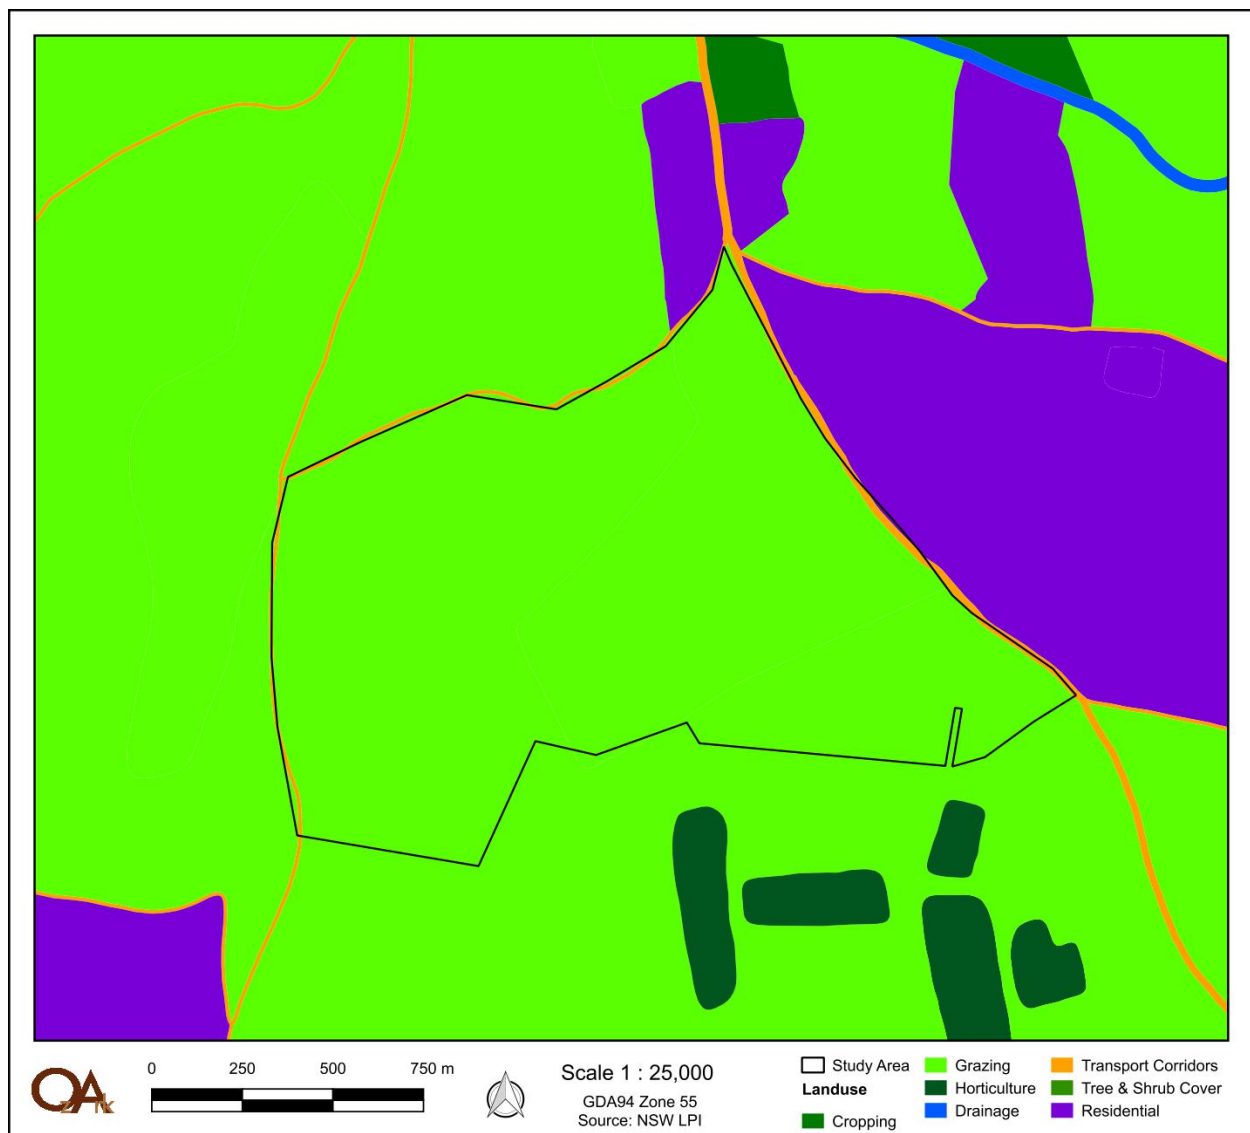 OzArk
0 250 500 750 m
Scale 1 : 25,000
GDA94 Zone 55
Source: NSW LPI
Study Area
Landuse
Cropping
Grazing
Horticulture
Drainage
Transport Corridors
Tree & Shrub Cover
Residential